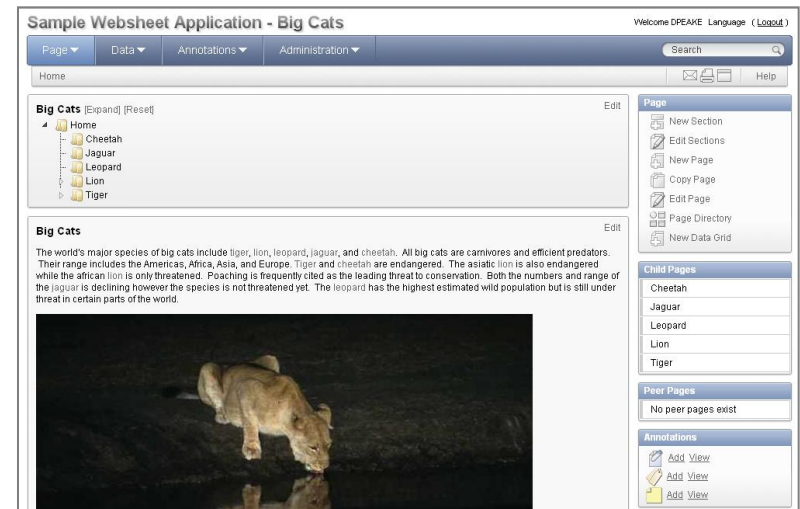 Sample Websheet Application - Big Cats
Welcome DPEAKE Language ( Logout )
Page Data Annotations Administration
Search
Home
Help
Big Cats [Expand] [Reset]
Edit
Home
Cheetah
Jaguar
Leopard
Lion
Tiger
Big Cats
Edit
The world's major species of big cats include tiger, lion, leopard, jaguar, and cheetah. All big cats are carnivores and efficient predators.
Their range includes the Americas, Africa, Asia, and Europe. Tiger and cheetah are endangered. The asiatic lion is also endangered
while the african lion is only threatened. Poaching is frequently cited as the leading threat to conservation. Both the numbers and range of
the jaguar is declining however the species is not threatened yet. The leopard has the highest estimated wild population but is still under
threat in certain parts of the world.
Page
New Section
Edit Sections
New Page
Copy Page
Edit Page
Page Directory
New Data Grid
Child Pages
Cheetah
Jaguar
Leopard
Lion
Tiger
Peer Pages
No peer pages exist
Annotations
Add View
Add View
Add View